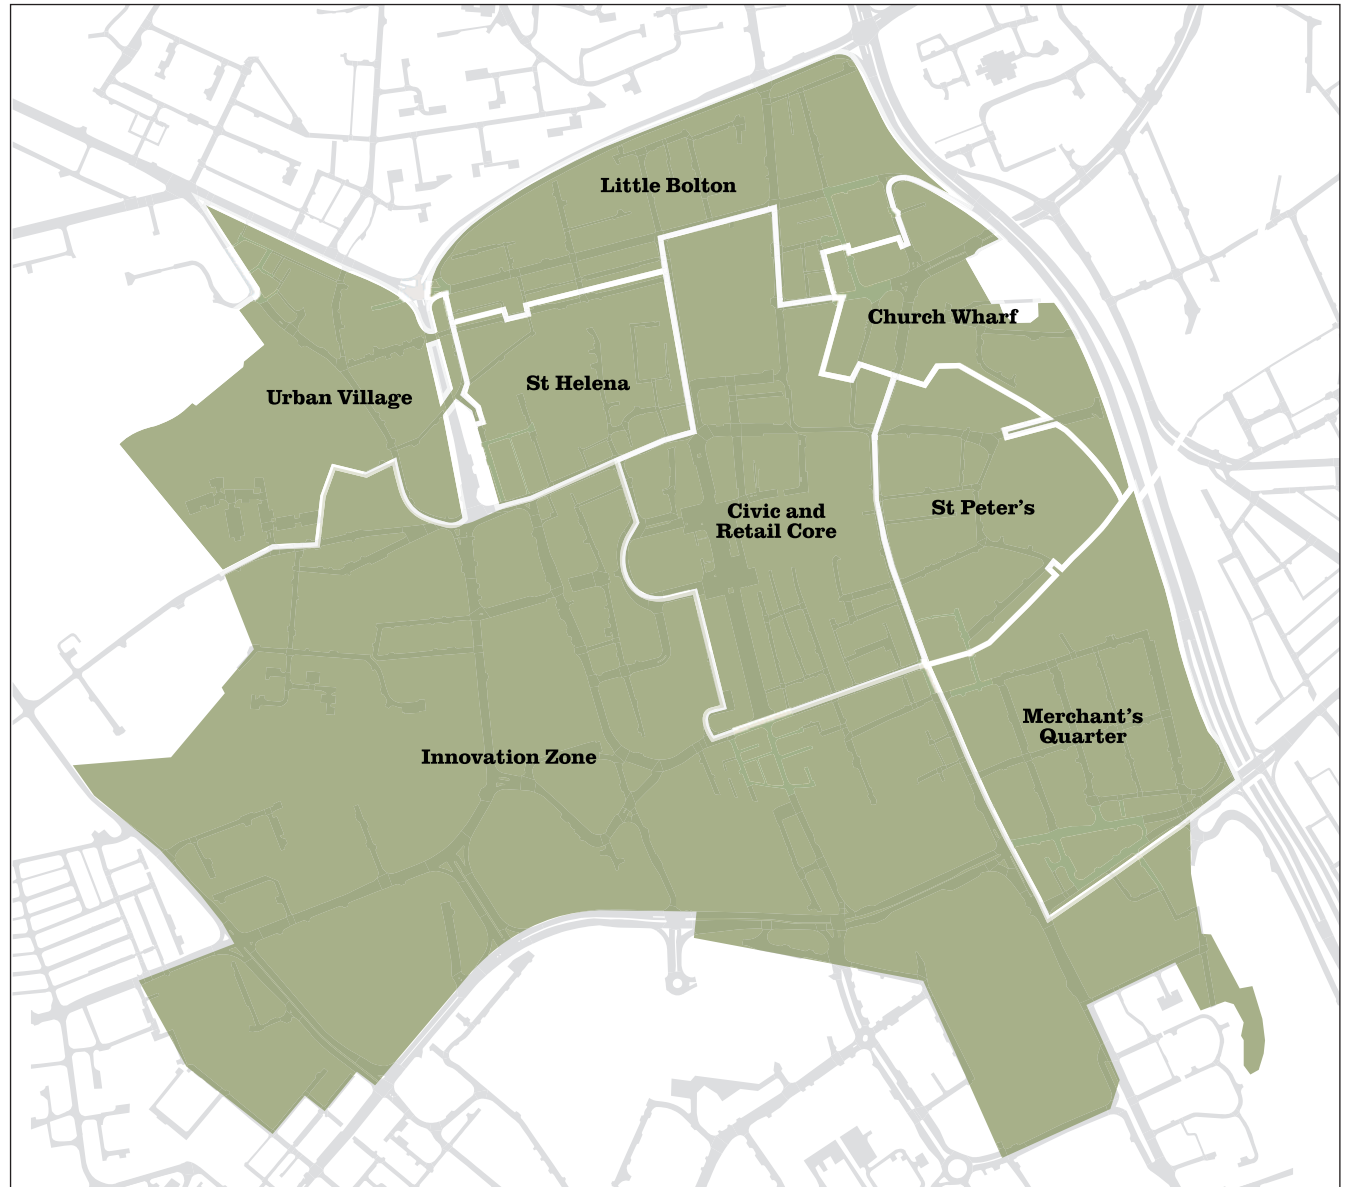 Little Bolton
Church Wharf
St Helena
Urban Village
Civic and
Retail Core
St Peter’s
Merchant’s
Quarter
Innovation Zone